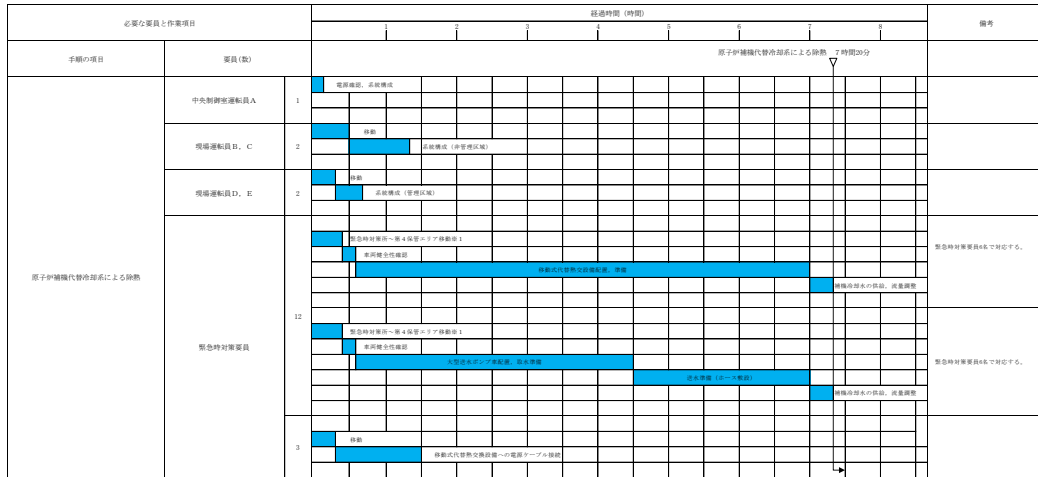 必要な要員と作業項目
経過時間（時間）
備考
1
2
3
4
5
6
7
8
手順の項目
要員(数)
原子炉補機代替冷却系による除熱　7時間20分
▽
中央制御室運転員A
1
電源確認、系統構成
現場運転員B，C
2
移動
系統構成（非管理区域）
現場運転員D，E
2
移動
系統構成（管理区域）
原子炉補機代替冷却系による除熱
緊急時対策要員
12
緊急時対策所～第4保管エリア移動※1
車両健全性確認
移動式代替熱交設備配置、準備
補機冷却水の供給、流量調整
緊急時対策要員6名で対応する。
緊急時対策所～第4保管エリア移動※1
車両健全性確認
大型送水ポンプ車配置、送水準備
送水準備（ホース敷設）
補機冷却水の供給、流量調整
緊急時対策要員6名で対応する。
3
移動
移動式代替熱交換設備への電源ケーブル接続